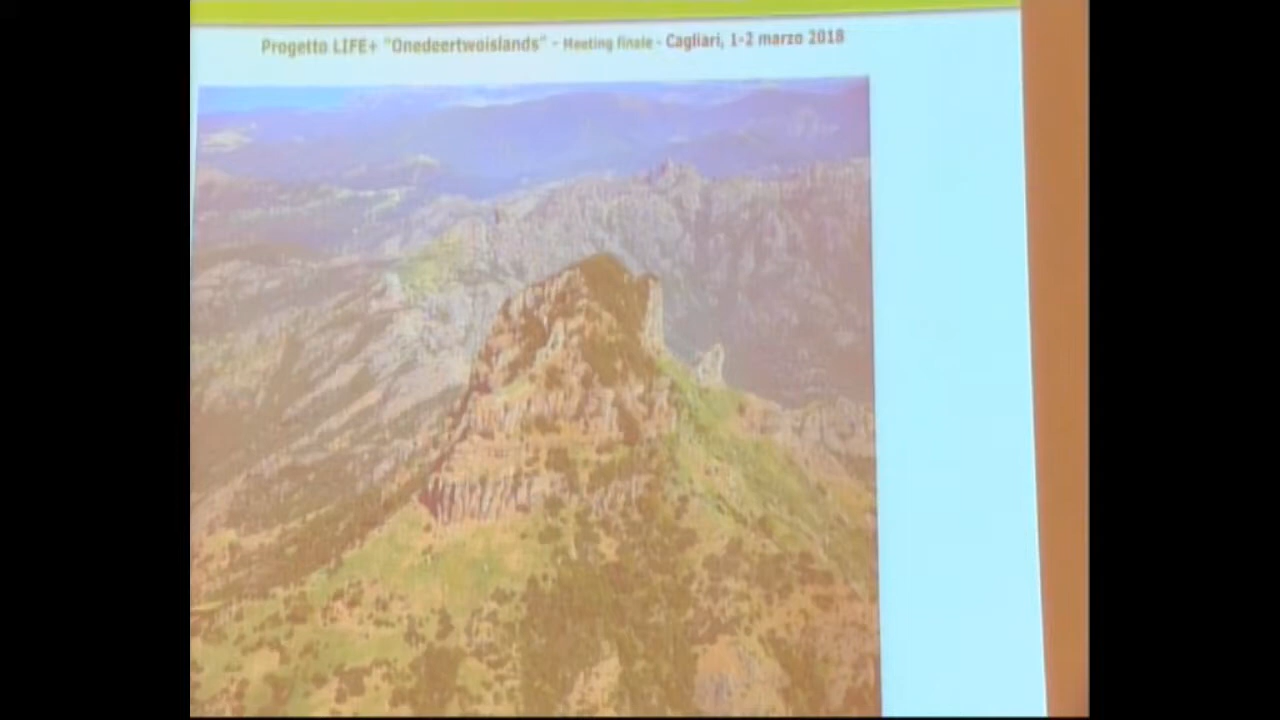 Progetto LIFE+ "Onedeertwoislands" - Meeting finale - Cagliari, 1-2 marzo 2018